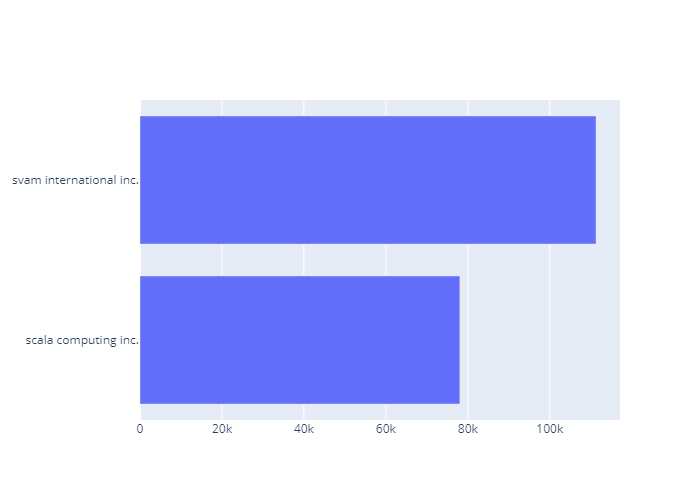 svam international inc.
scala computing inc.
0 20k 40k 60k 80k 100k